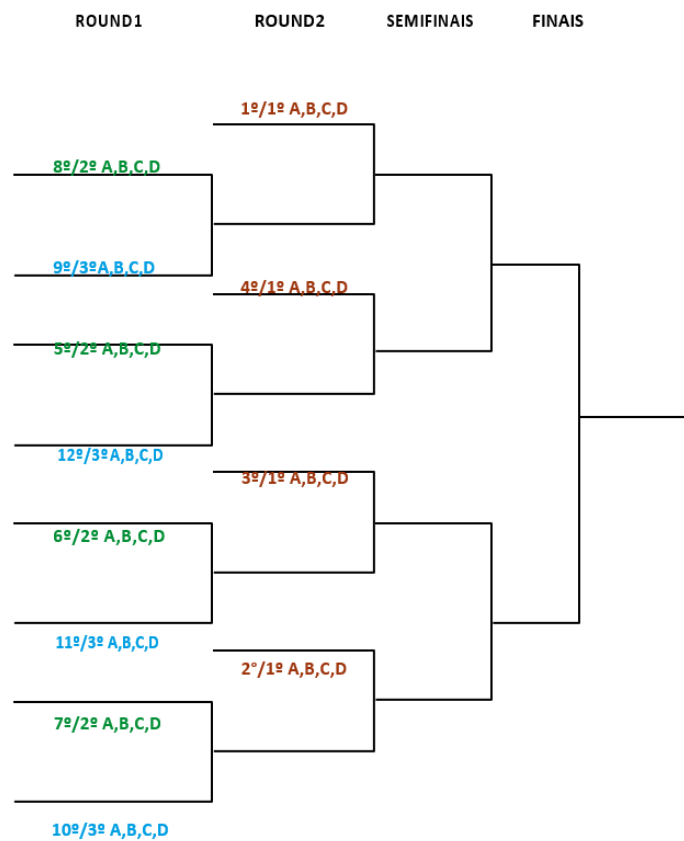 ROUND1 ROUND2 SEMIFINAIS FINAIS
1º/1º A,B,C,D
8º/2º A,B,C,D
9º/3ºA,B,C,D
4º/1º A,B,C,D
5º/2º A,B,C,D
12º/3ºA,B,C,D
3º/1º A,B,C,D
6º/2º A,B,C,D
11º/3º A,B,C,D
2°/1º A,B,C,D
7º/2º A,B,C,D
10º/3º A,B,C,D